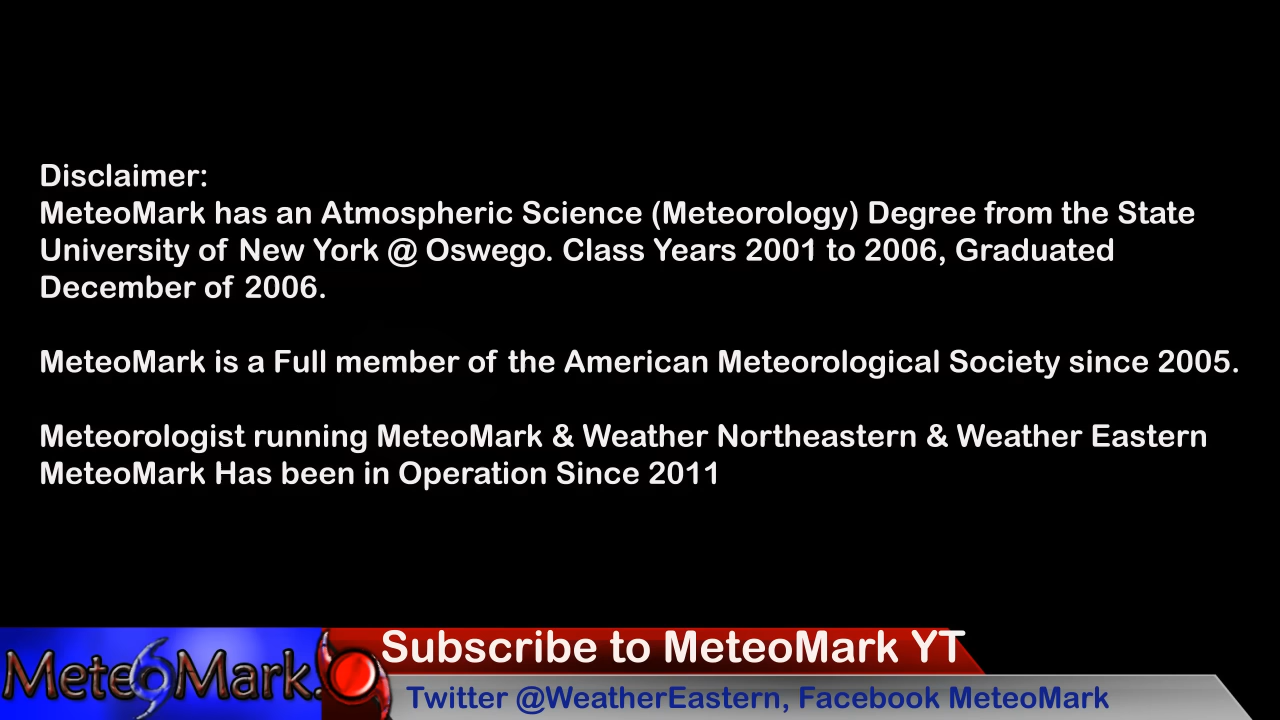 Disclaimer:
MeteoMark has an Atmospheric Science (Meteorology) Degree from the State
University of New York @ Oswego. Class Years 2001 to 2006, Graduated
December of 2006.
MeteoMark is a Full member of the American Meteorological Society since 2005.
Meteorologist running MeteoMark & Weather Northeastern & Weather Eastern
MeteoMark Has been in Operation Since 2011
MeteoMark.
Subscribe to MeteoMark YT
Twitter @WeatherEastern, Facebook MeteoMark